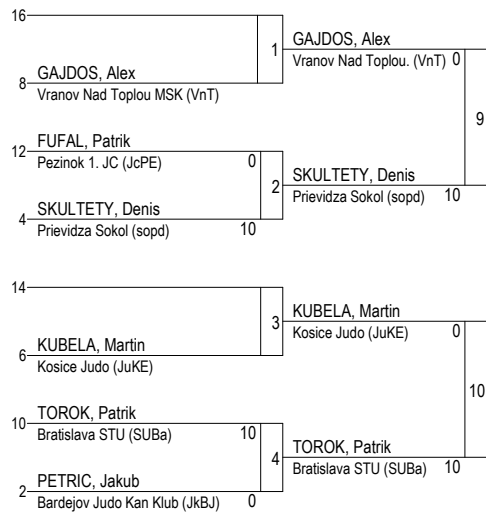 16
1
GAJDOS, Alex
Vranov Nad Toplou. (VnT) 0
8
GAJDOS, Alex
Vranov Nad Toplou MSK (VnT)
9
12
FUFAL, Patrik
Pezinok 1. JC (JcPE) 0
2
SKULTETY, Denis
Prievidza Sokol (sopd) 10
4
SKULTETY, Denis
Prievidza Sokol (sopd) 10
14
3
KUBELA, Martin
Kosice Judo (JuKE) 0
6
KUBELA, Martin
Kosice Judo (JuKE)
10
10
TOROK, Patrik
Bratislava STU (SUBa) 10
4
TOROK, Patrik
Bratislava STU (SUBa) 10
2
PETRIC, Jakub
Bardejov Judo Kan Klub (JkBJ) 0